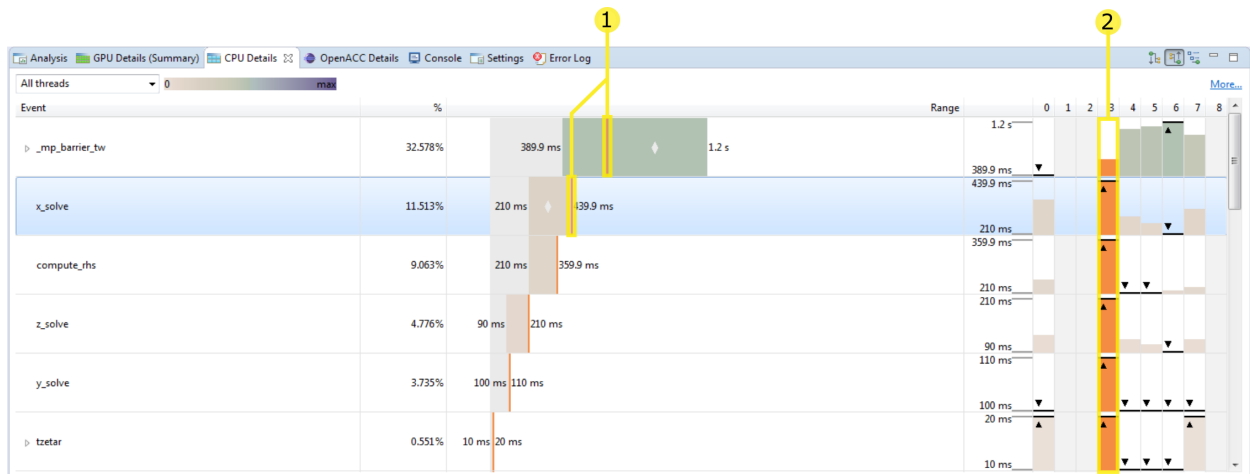 1 2
Analysis GPU Details (Summary) CPU Details OpenACC Details Console Settings Error Log
All threads 0 max More...
Event % Range 0 1 2 3 4 5 6 7 8
1.2 s
_mp_barrier_tw 32.578% 389.9 ms 1.2 s
389.9 ms
439.9 ms
x_solve 11.513% 210 ms 439.9 ms
210 ms
359.9 ms
compute_rhs 9.063% 210 ms 359.9 ms
210 ms
210 ms
z_solve 4.776% 90 ms 210 ms
90 ms
110 ms
y_solve 3.735% 100 ms 110 ms
100 ms
20 ms
tzetar 0.551% 10 ms 20 ms
10 ms